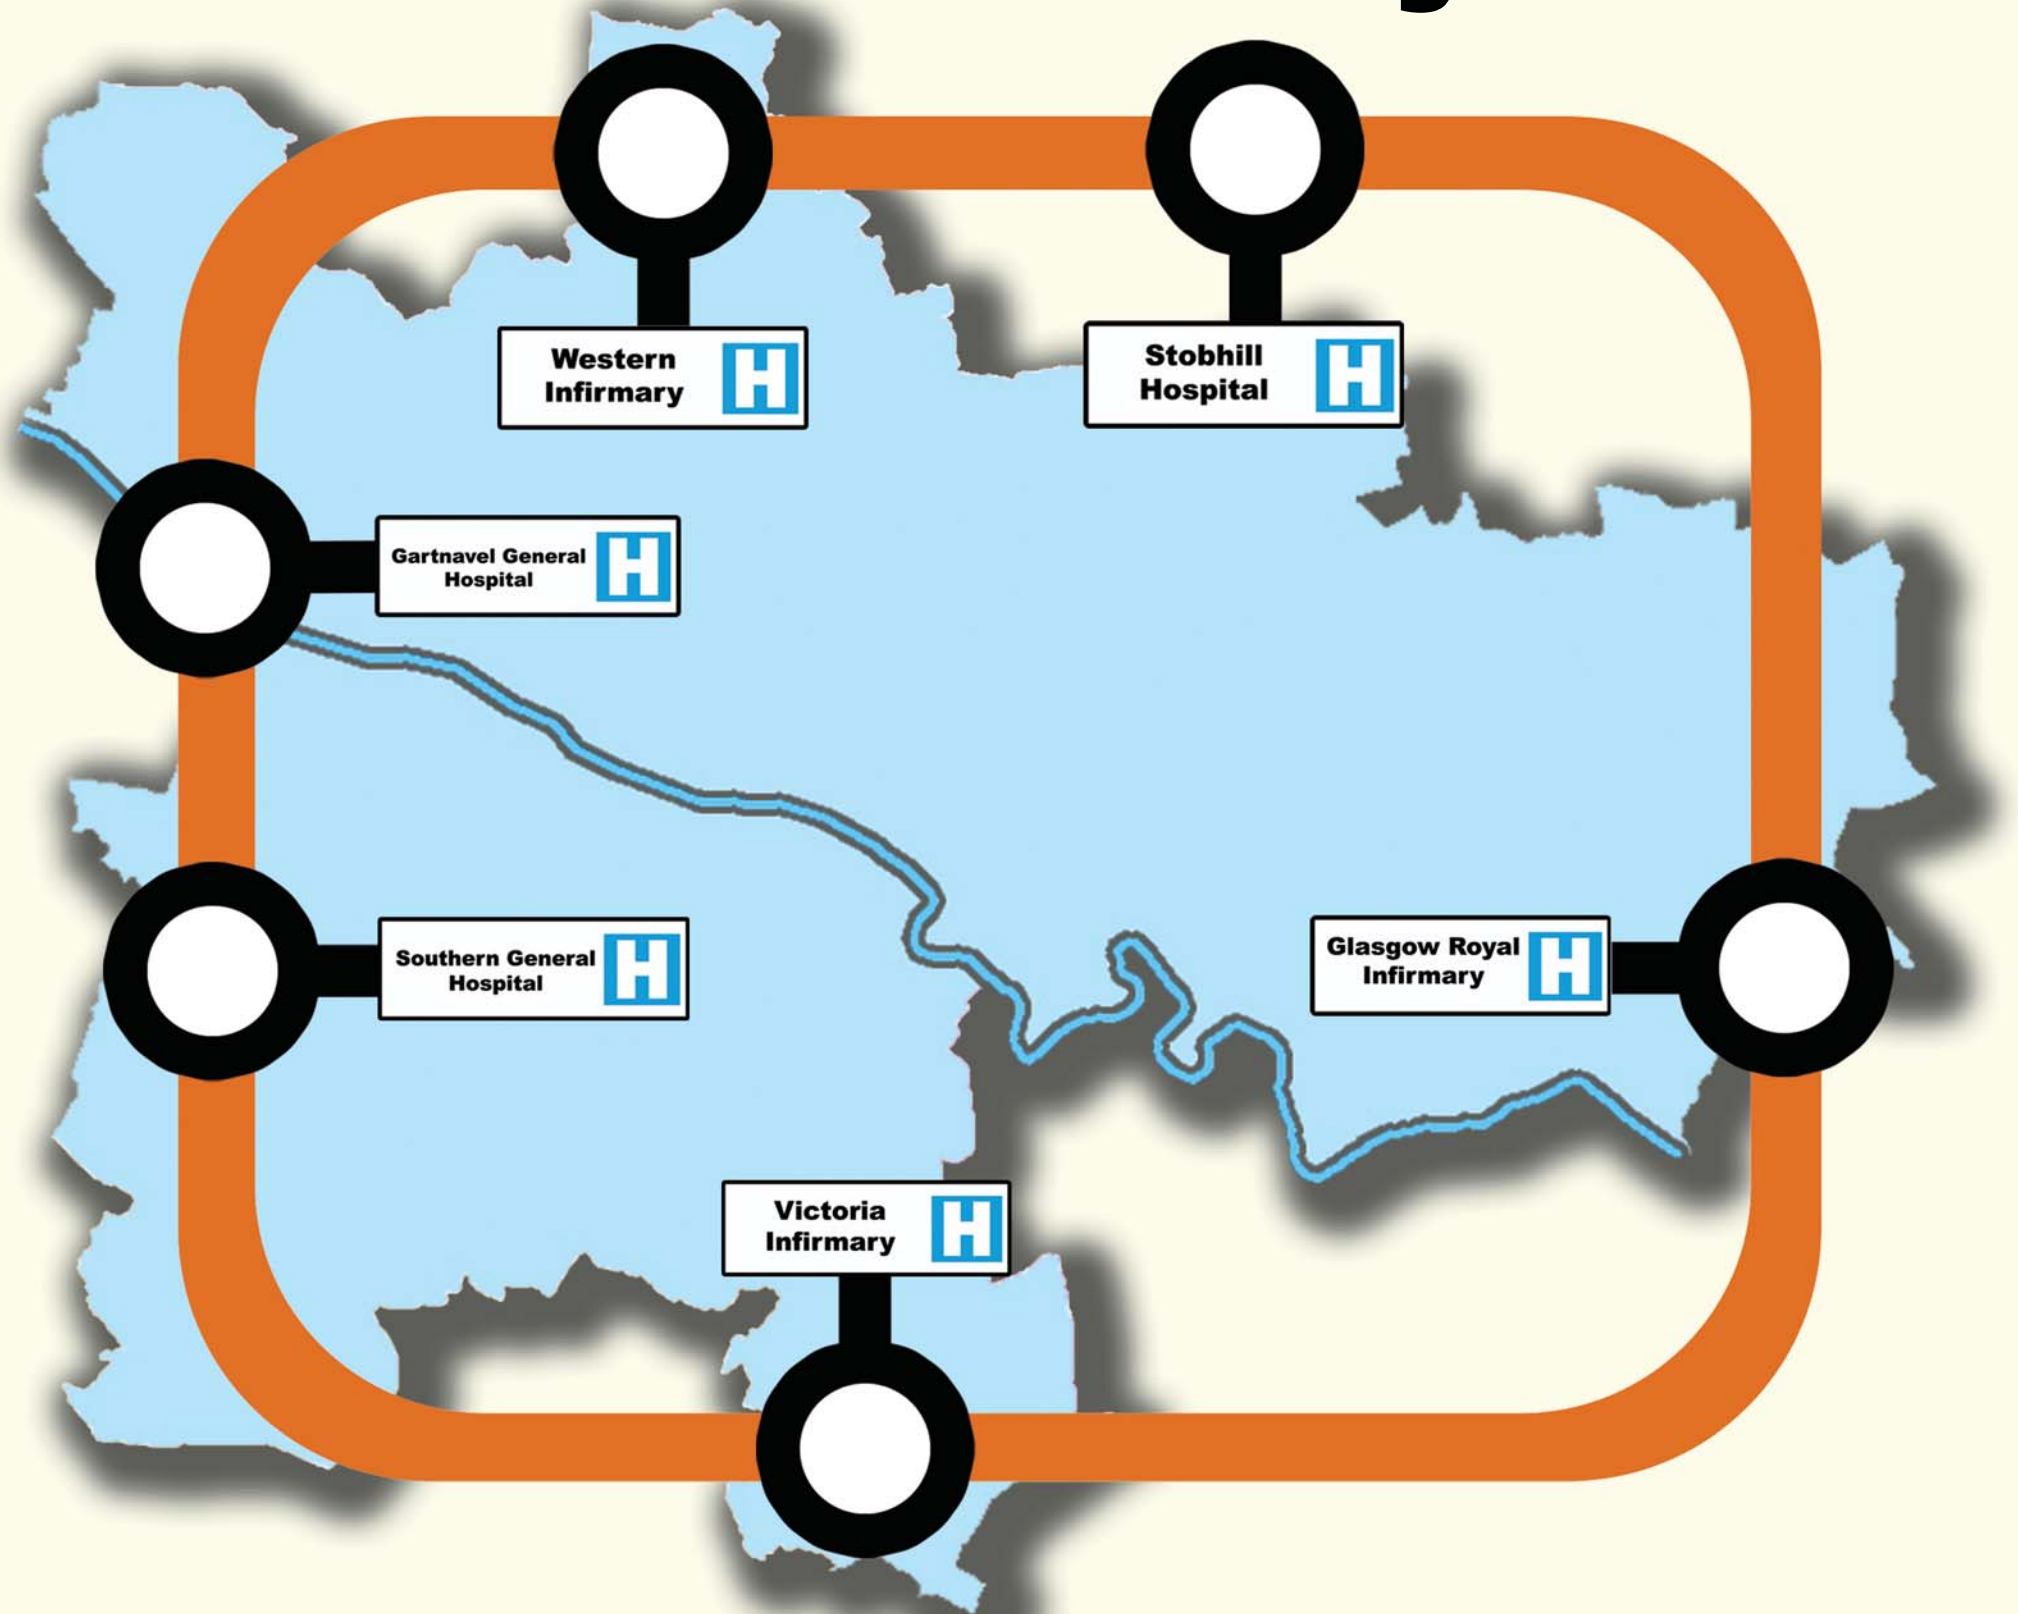 Western
Infirmary
H
Stobhill
Hospital
H
Gartnavel General
Hospital
H
Southern General
Hospital
H
Glasgow Royal
Infirmary
H
Victoria
Infirmary
H